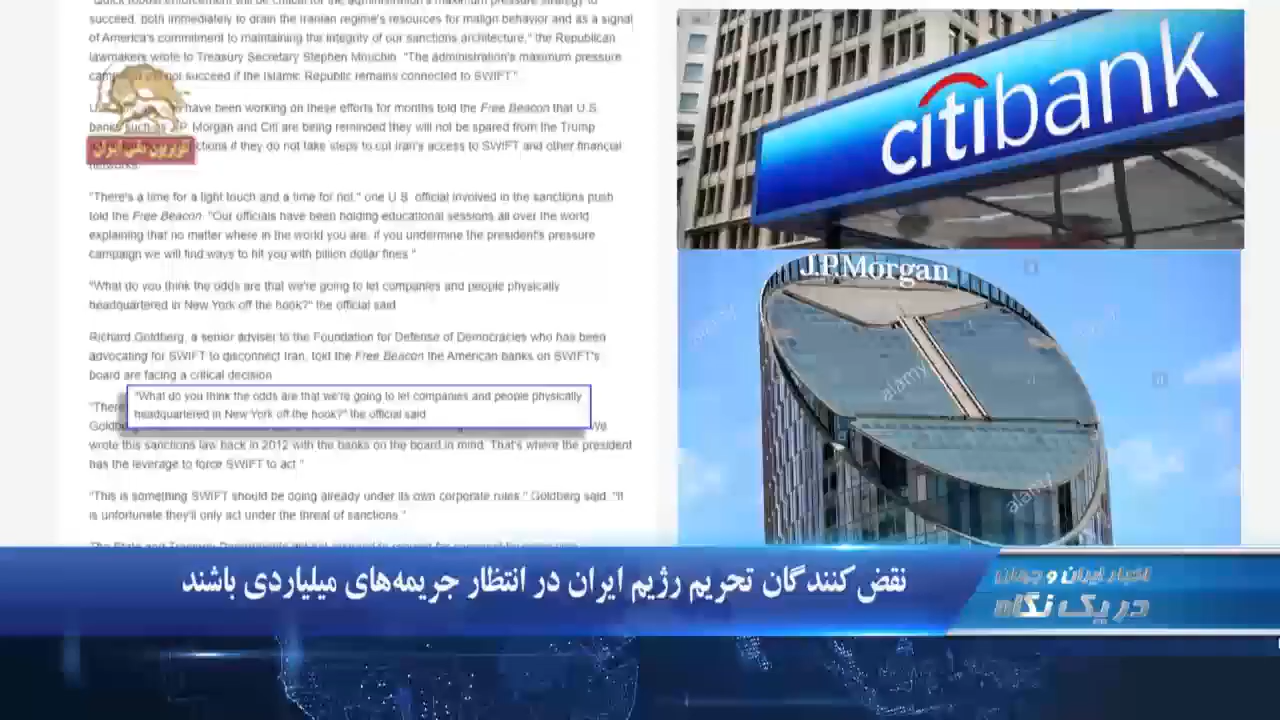 "Quick robust enforcement will be critical for the administration's maximum pressure strategy to
succeed, both immediately to drain the Iranian regime's resources for malign behavior and as a signal
of America's commitment to maintaining the integrity of our sanctions architecture," the Republican
lawmakers wrote to Treasury Secretary Stephen Mnuchin. "The administration's maximum pressure
not succeed if the Islamic Republic remains connected to SWIFT"
have been working on these efforts for months told the Free Beacon that U.S.
banks such as J.P. Morgan and Citi are being reminded they will not be spared from the Trump
if they do not take steps to cut Iran's access to SWIFT and other financial
networks.
"There's a time for a light touch and a time for not," one U.S. official involved in the sanctions push
told the Free Beacon. "Our officials have been holding educational sessions all over the world
explaining that no matter where in the world you are, if you undermine the president's pressure
campaign we will find ways to hit you with billion dollar fines."
"What do you think the odds are that we're going to let companies and people physically
headquartered in New York off the hook?" the official said
Richard Goldberg, a senior adviser to the Foundation for Defense of Democracies who has been
advocating for SWIFT to disconnect Iran, told the Free Beacon the American banks on SWIFT's
board are facing a critical decision
"What do you think the odds are that we're going to let companies and people physically
headquartered in New York off the hook?" the official said
"There
We
wrote this sanctions law back in 2012 with the banks on the board in mind. That's where the president
has the leverage to force SWIFT to act."
"This is something SWIFT should be doing already under its own corporate rules," Goldberg said. "It
is unfortunate they'll only act under the threat of sanctions."
citibank
J.P.Morgan
alamy
alamy
نقض کنندگان تحریم رژیم ایران در انتظار جریمه‌های میلیاردی باشند
اخبار ایران و جهان
در یک نگاه